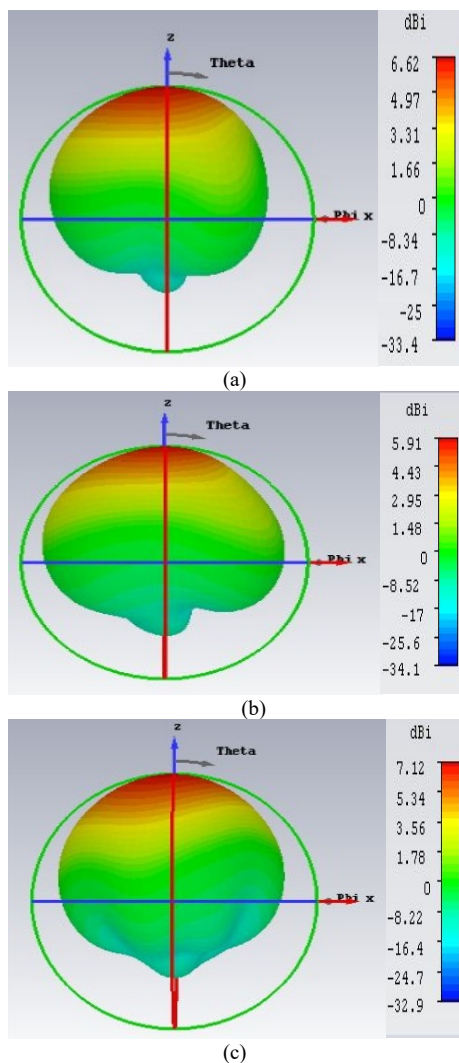 dBi
z
Theta
6.62
4.97
3.31
1.66
0
Phi x
-8.34
-16.7
-25
-33.4
(a)
dBi
z
Theta
5.91
4.43
2.95
1.48
0
Phi x
-8.52
-17
-25.6
-34.1
(b)
dBi
z
Theta
7.12
5.34
3.56
1.78
0
Phi x
-8.22
-16.4
-24.7
-32.9
(c)